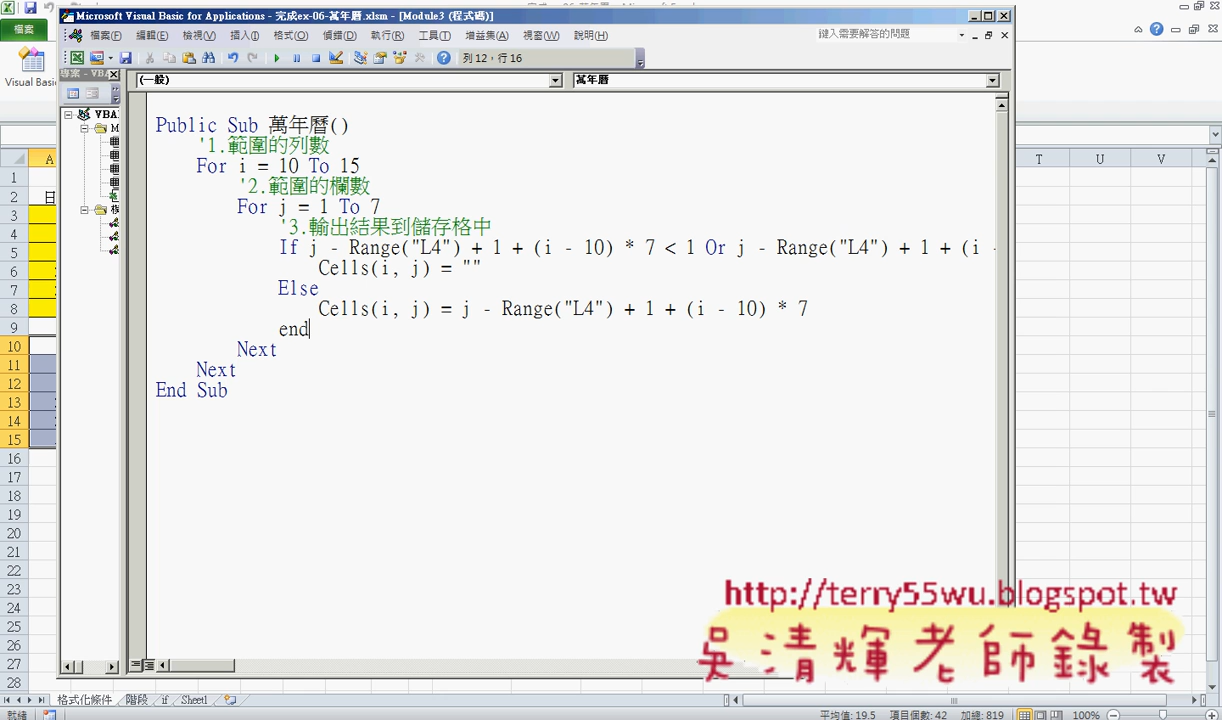 Microsoft Visual Basic for Applications - 完成ex-06-萬年曆.xlsm - [Module3 (程式碼)]
檔案
檔案(F) 編輯(E) 檢視(V) 插入(I) 格式(O) 偵錯(D) 執行(R) 工具(T) 增益集(A) 視窗(W) 說明(H)
鍵入需要解答的問題
列 12，行 16
Visual Basic
專案 - VBA
(一般) 萬年曆
VBA
Public Sub 萬年曆()
'1.範圍的列數
For i = 10 To 15
'2.範圍的欄數
For j = 1 To 7
'3.輸出結果到儲存格中
If j - Range("L4") + 1 + (i - 10) * 7 < 1 Or j - Range("L4") + 1 + (i -
Cells(i, j) = ""
Else
Cells(i, j) = j - Range("L4") + 1 + (i - 10) * 7
end
Next
Next
End Sub
A T U V
1
2 日
3
4
5
6
7
8
9
10
11
12
13
14
15
16
17
18
19
20
21
22
23
24
25
26
27
28
http://terry55wu.blogspot.tw
吳清輝老師錄製
格式化條件 階段 if Sheet1
就緒 平均值: 19.5 項目個數: 42 加總: 819 100%